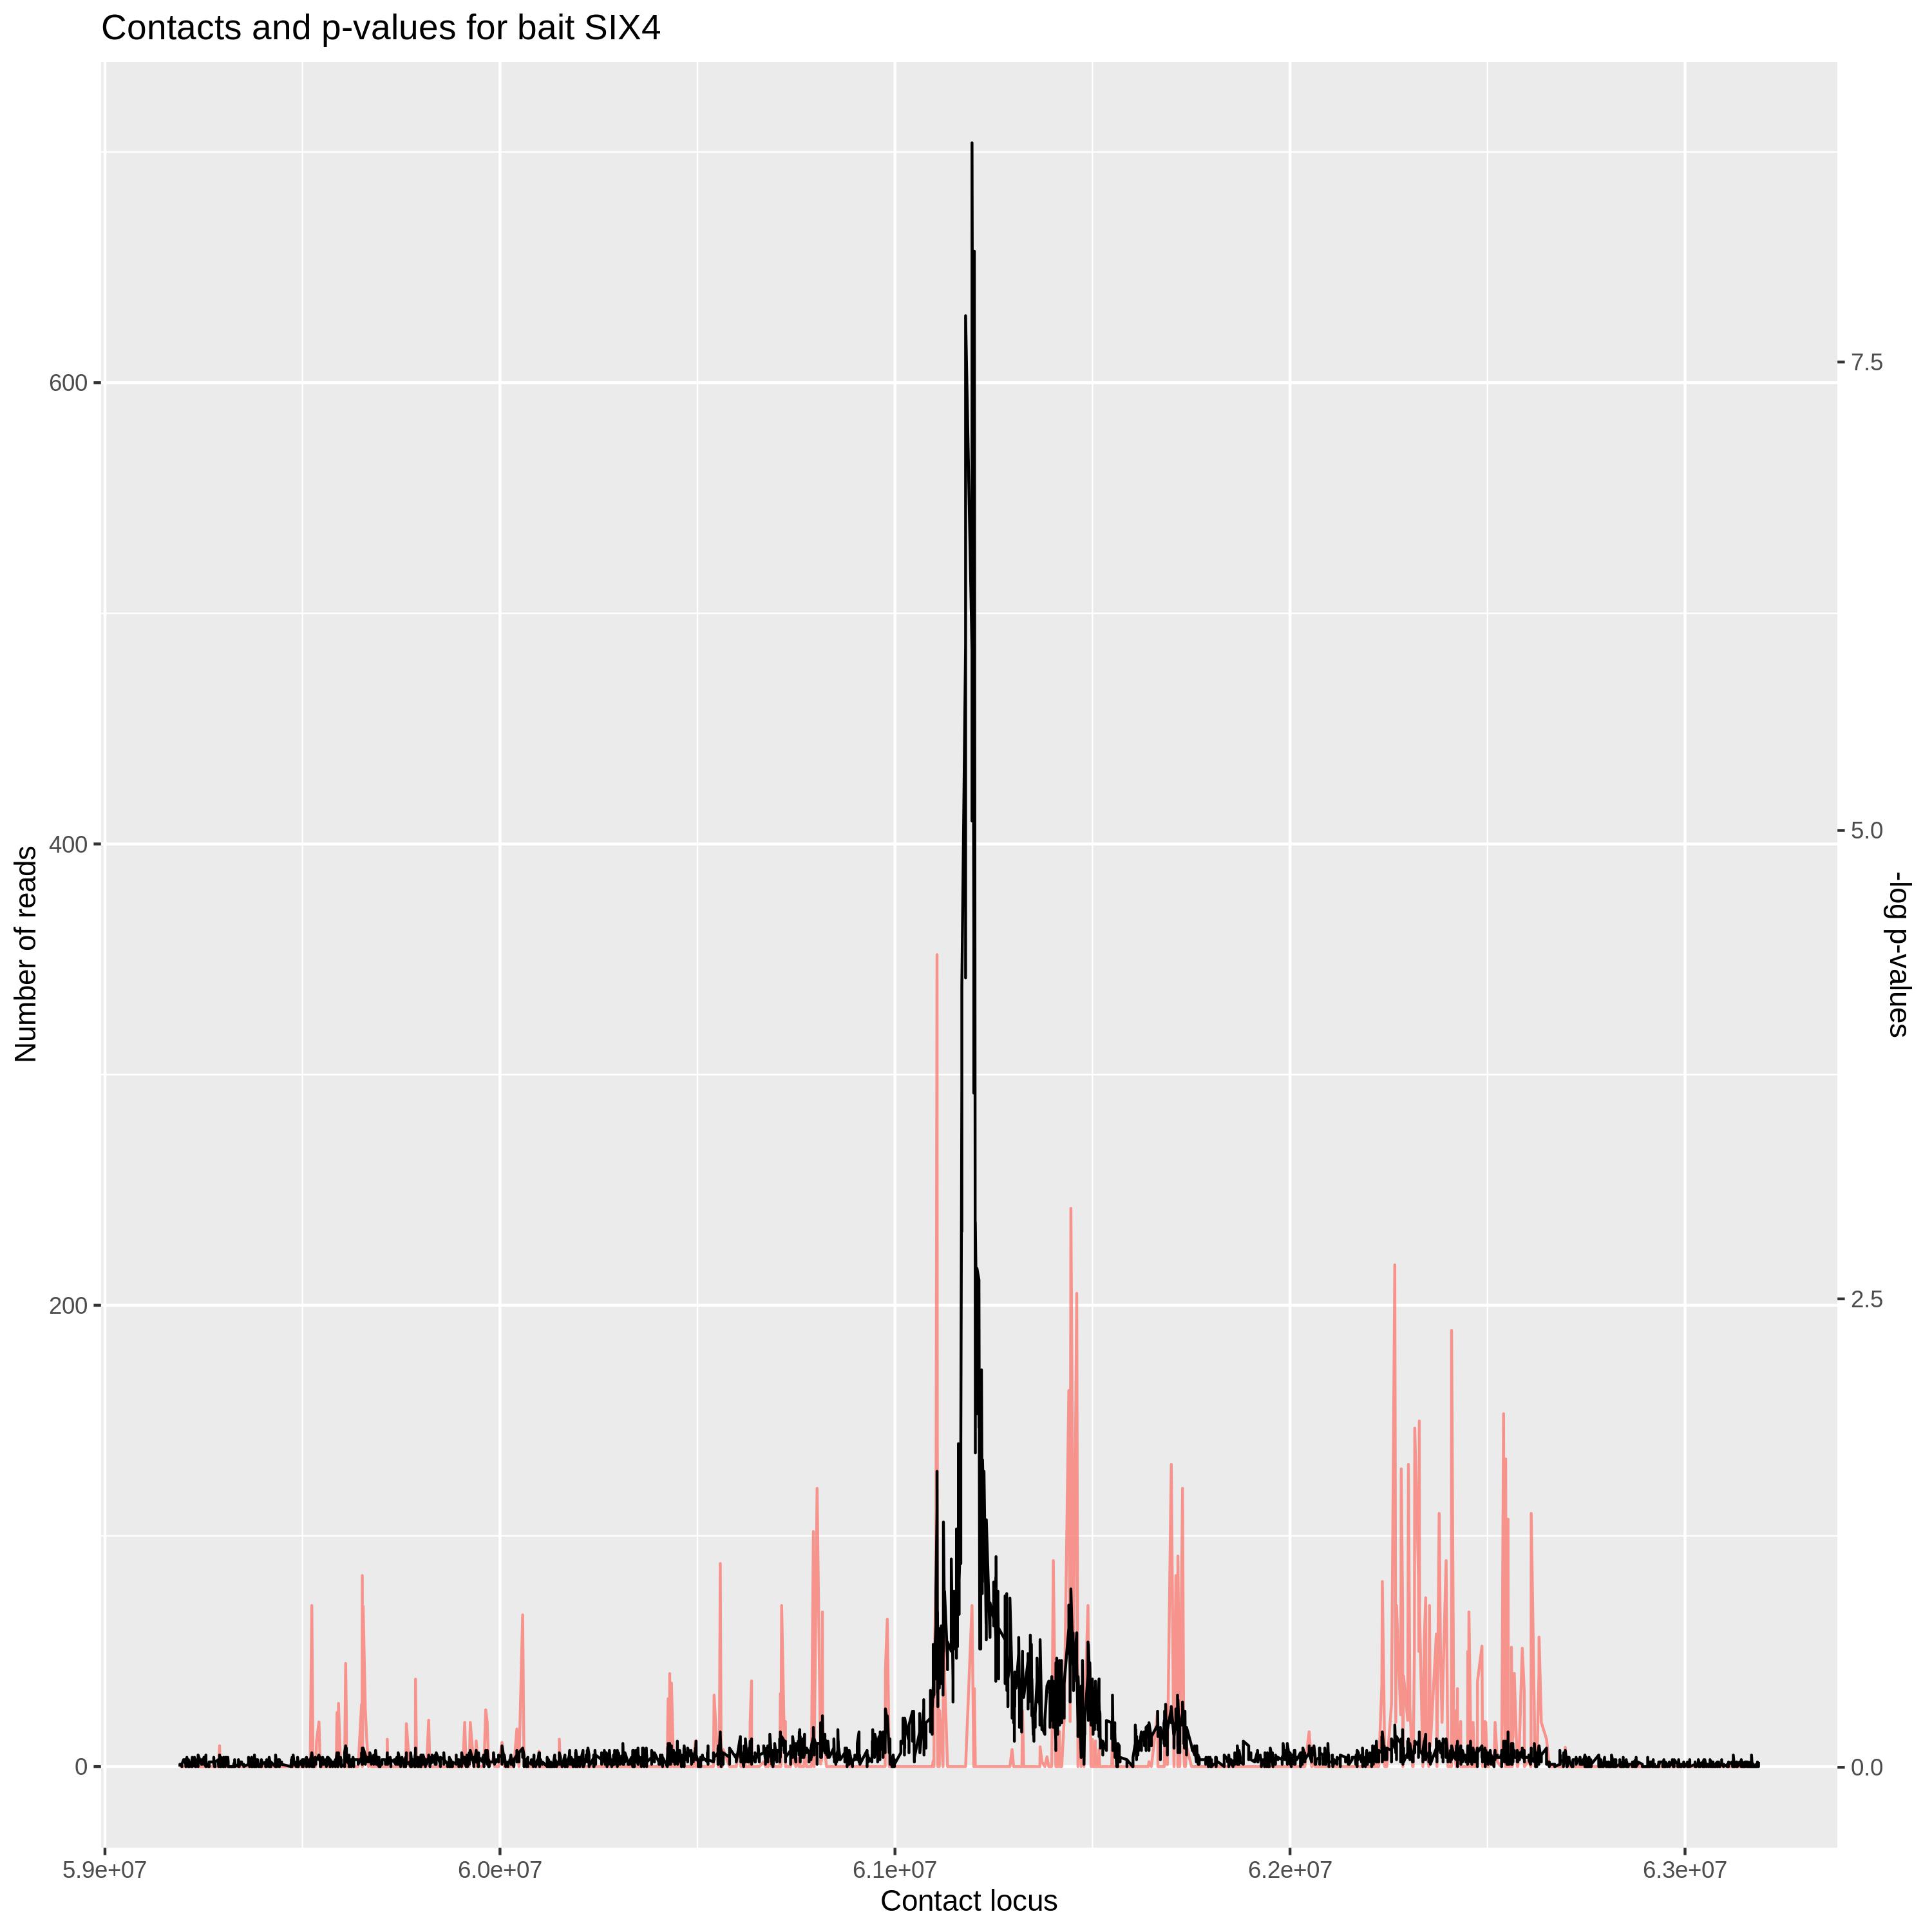 Contacts and p-values for bait SIX4
Number of reads
600
400
200
0
7.5
5.0
2.5
0.0
-log p-values
5.9e+07
6.0e+07
6.1e+07
6.2e+07
6.3e+07
Contact locus